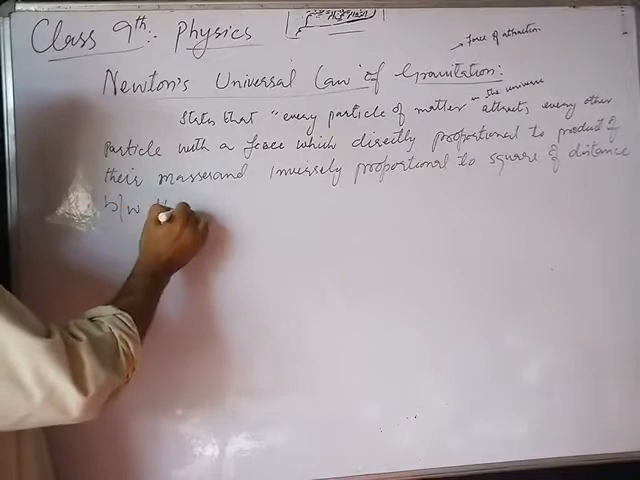 Class 9th:- Physics
→ Force of attraction
Newton's Universal Law of Gravitation:
States that "every particle of matter" in the universe attracts every other
particle with a force which directly proportional to product of
their masses and inversely proportional to square of distance
b/w